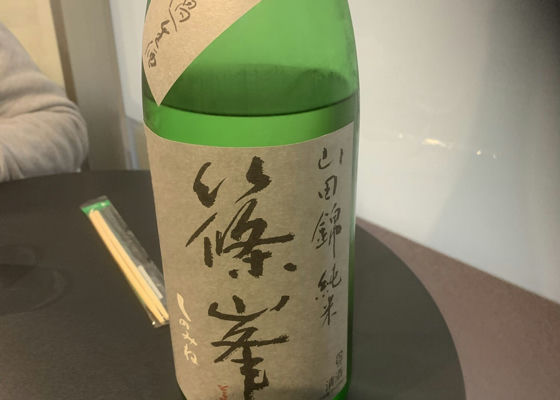 山田錦 純米
篠峯
しのみね